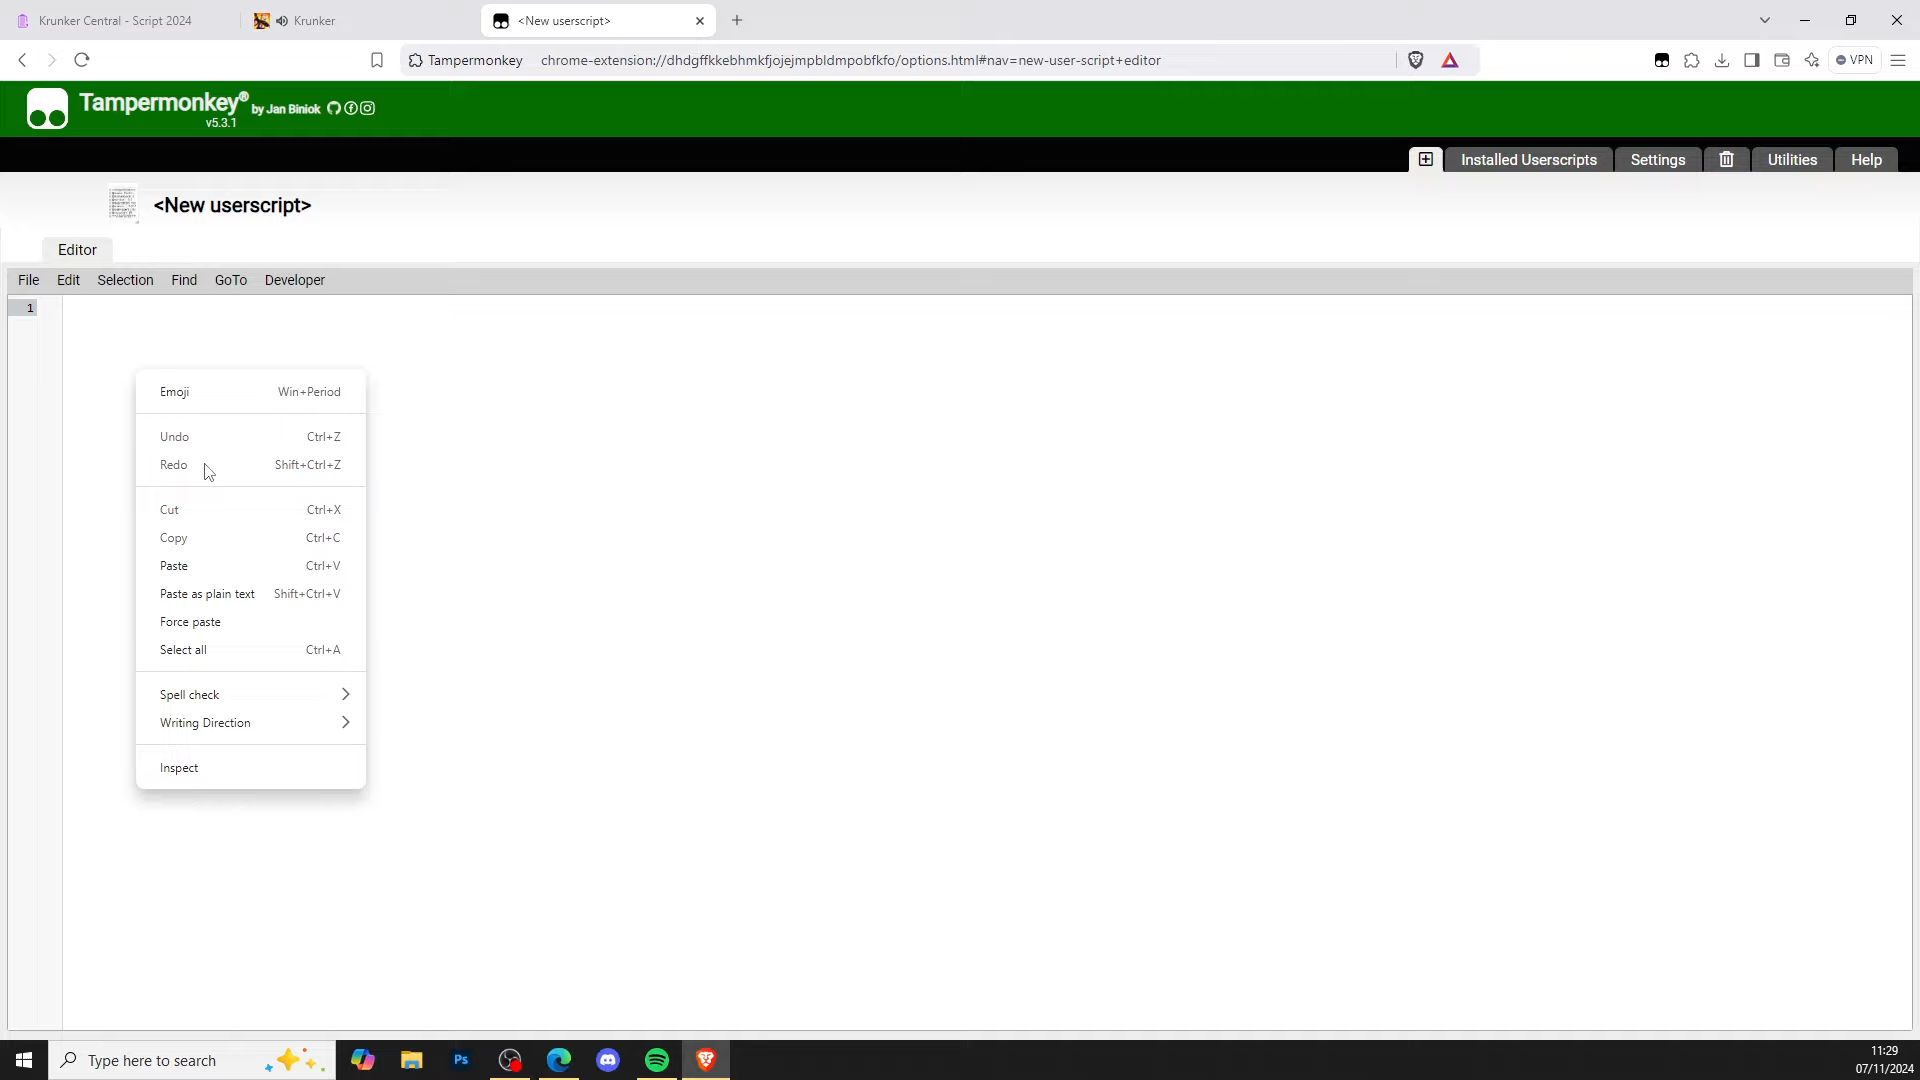 Krunker Central - Script 2024
Krunker
<New userscript>
Tampermonkey
chrome-extension://dhdgffkkebhmkfjojejmpbldmpobfkfo/options.html#nav=new-user-script+editor
VPN
Tampermonkey® by Jan Biniok
v5.3.1
Installed Userscripts
Settings
Utilities
Help
<New userscript>
Editor
File Edit Selection Find GoTo Developer
1
Emoji Win+Period
Undo Ctrl+Z
Redo Shift+Ctrl+Z
Cut Ctrl+X
Copy Ctrl+C
Paste Ctrl+V
Paste as plain text Shift+Ctrl+V
Force paste
Select all Ctrl+A
Spell check
Writing Direction
Inspect
Type here to search
Ps
11:29
07/11/2024